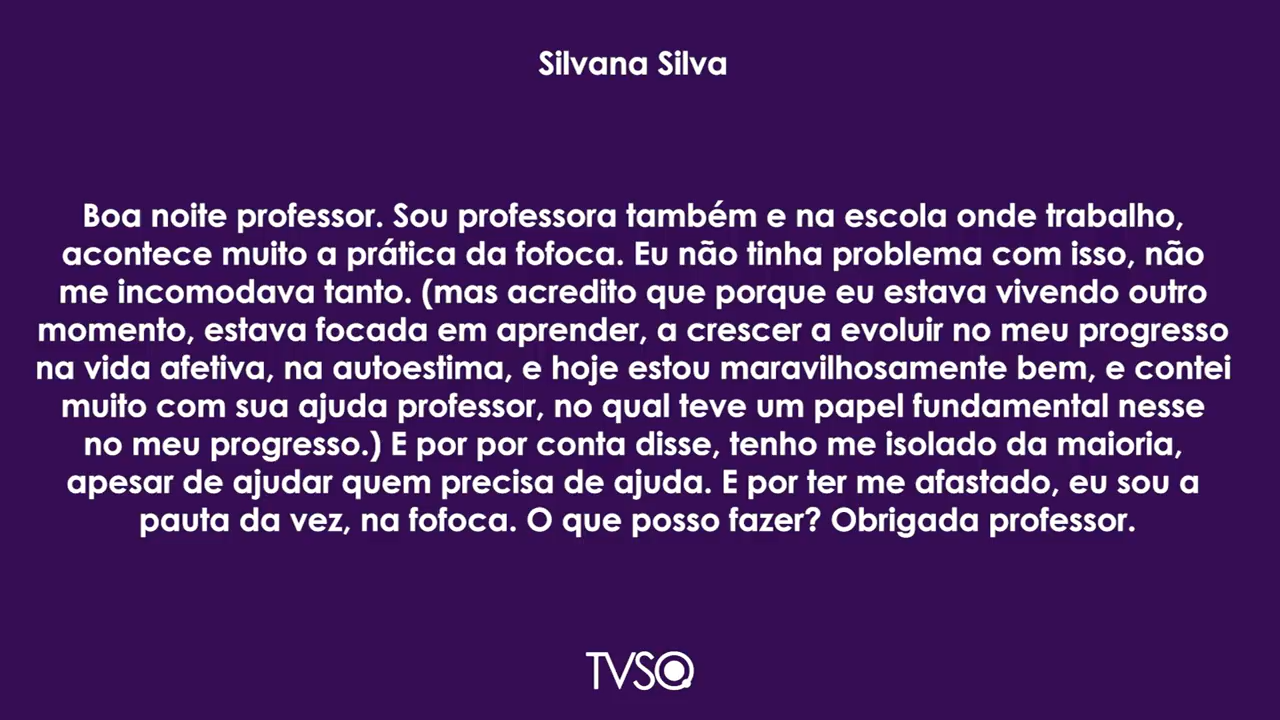 Silvana Silva
Boa noite professor. Sou professora também e na escola onde trabalho,
acontece muito a prática da fofoca. Eu não tinha problema com isso, não
me incomodava tanto. (mas acredito que porque eu estava vivendo outro
momento, estava focada em aprender, a crescer a evoluir no meu progresso
na vida afetiva, na autoestima, e hoje estou maravilhosamente bem, e contei
muito com sua ajuda professor, no qual teve um papel fundamental nesse
no meu progresso.) E por por conta disse, tenho me isolado da maioria,
apesar de ajudar quem precisa de ajuda. E por ter me afastado, eu sou a
pauta da vez, na fofoca. O que posso fazer? Obrigada professor.
TVSQ